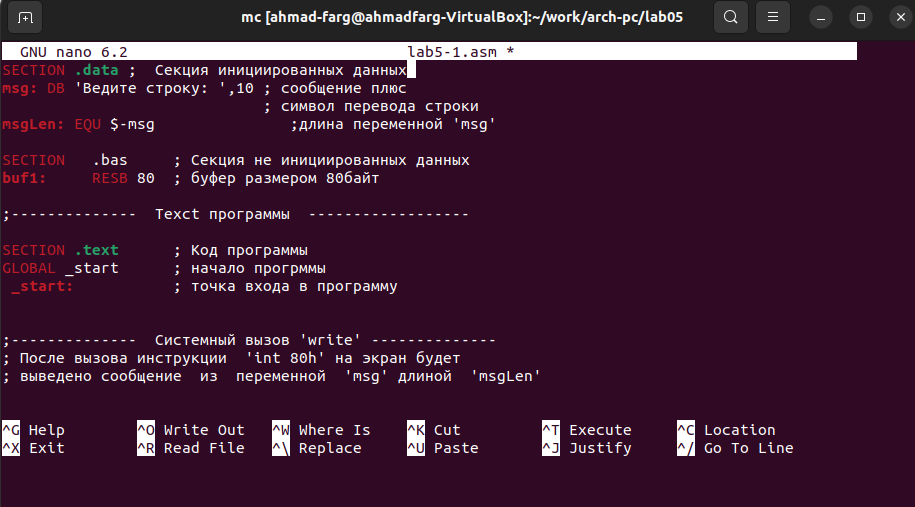 mc [ahmad-farg@ahmadfarg-VirtualBox]:~/work/arch-pc/lab05
GNU nano 6.2 lab5-1.asm *
SECTION .data ; Секция инициированных данных
msg: DB 'Ведите строку: ',10 ; сообщение плюс
; символ перевода строки
msgLen: EQU $-msg ;длина переменной 'msg'
SECTION .bas ; Секция не инициированных данных
buf1: RESB 80 ; буфер размером 80байт
;-------------- Texct программы ------------------
SECTION .text ; Код программы
GLOBAL _start ; начало прогрммы
_start: ; точка входа в программу
;-------------- Системный вызов 'write' --------------
; После вызова инструкции 'int 80h' на экран будет
; выведено сообщение из переменной 'msg' длиной 'msgLen'
^G Help ^O Write Out ^W Where Is ^K Cut ^T Execute ^C Location
^X Exit ^R Read File ^\ Replace ^U Paste ^J Justify ^/ Go To Line